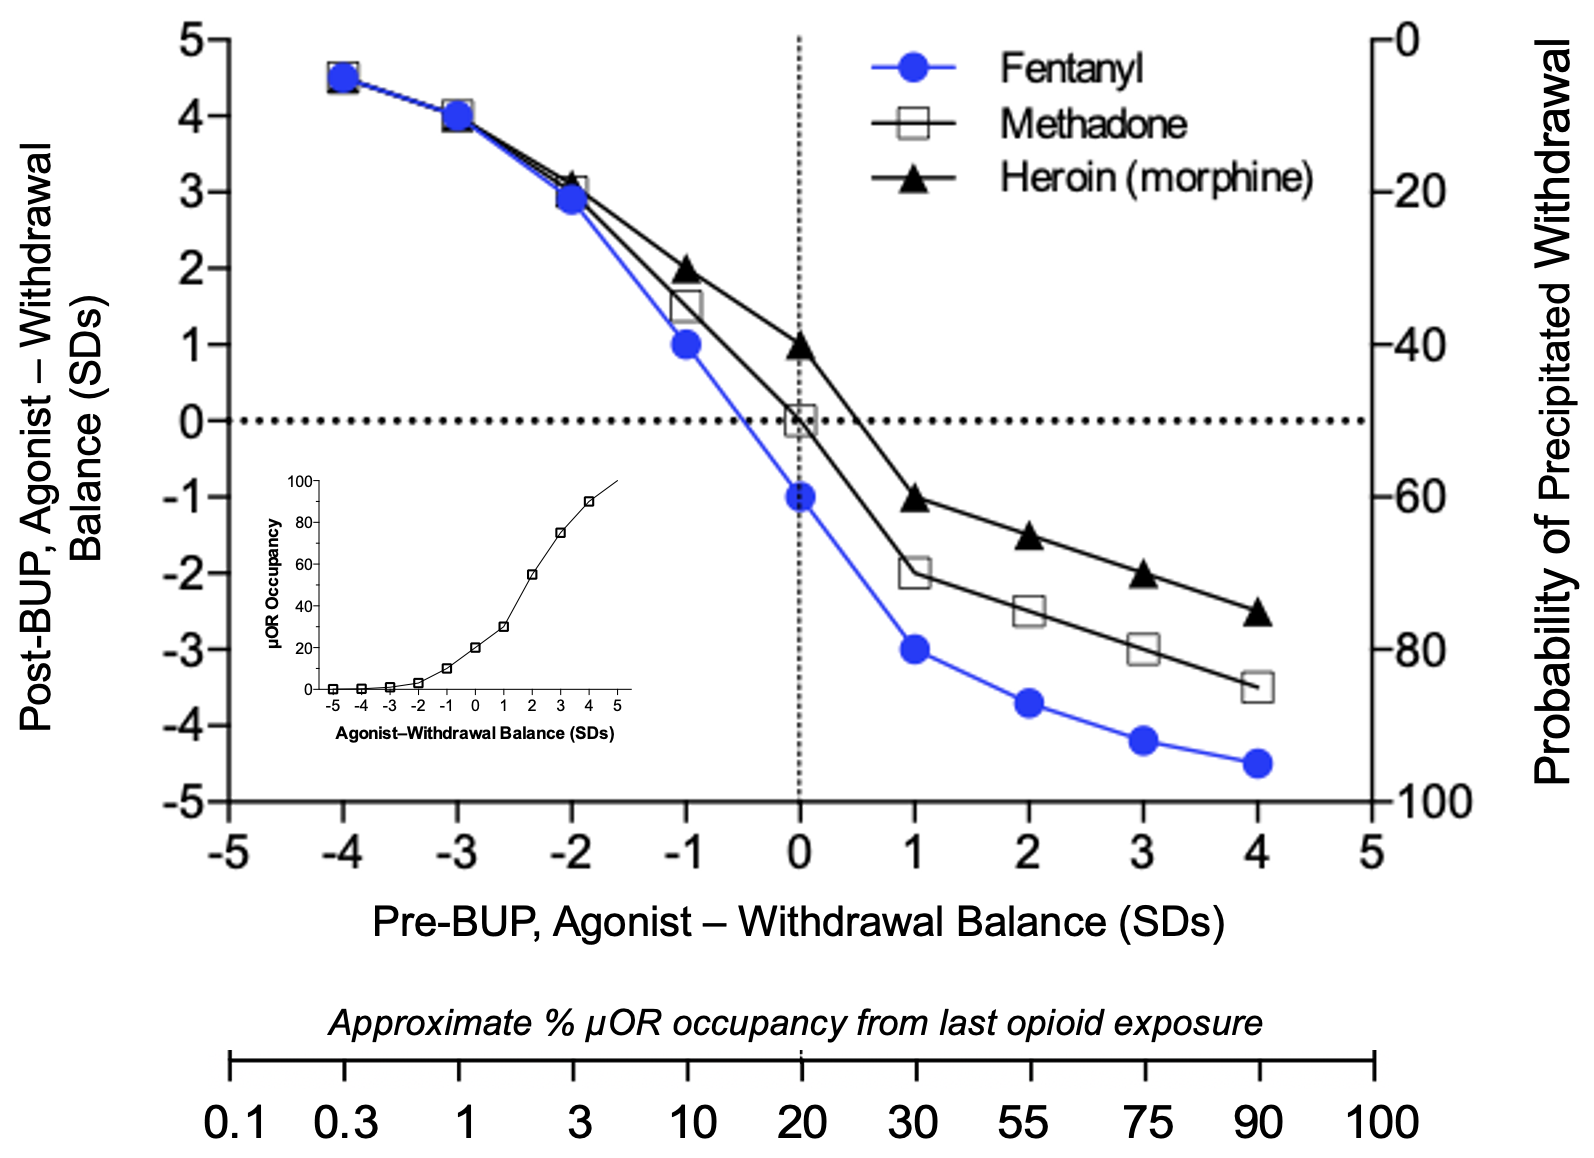 Post-BUP, Agonist – Withdrawal
Balance (SDs)
5
4
3
2
1
0
-1
-2
-3
-4
-5
Fentanyl
Methadone
Heroin (morphine)
0
20
40
60
80
100
Probability of Precipitated Withdrawal
µOR Occupancy
100
80
60
40
20
0
-5 -4 -3 -2 -1 0 1 2 3 4 5
Agonist–Withdrawal Balance (SDs)
-5 -4 -3 -2 -1 0 1 2 3 4 5
Pre-BUP, Agonist – Withdrawal Balance (SDs)
Approximate % µOR occupancy from last opioid exposure
0.1 0.3 1 3 10 20 30 55 75 90 100